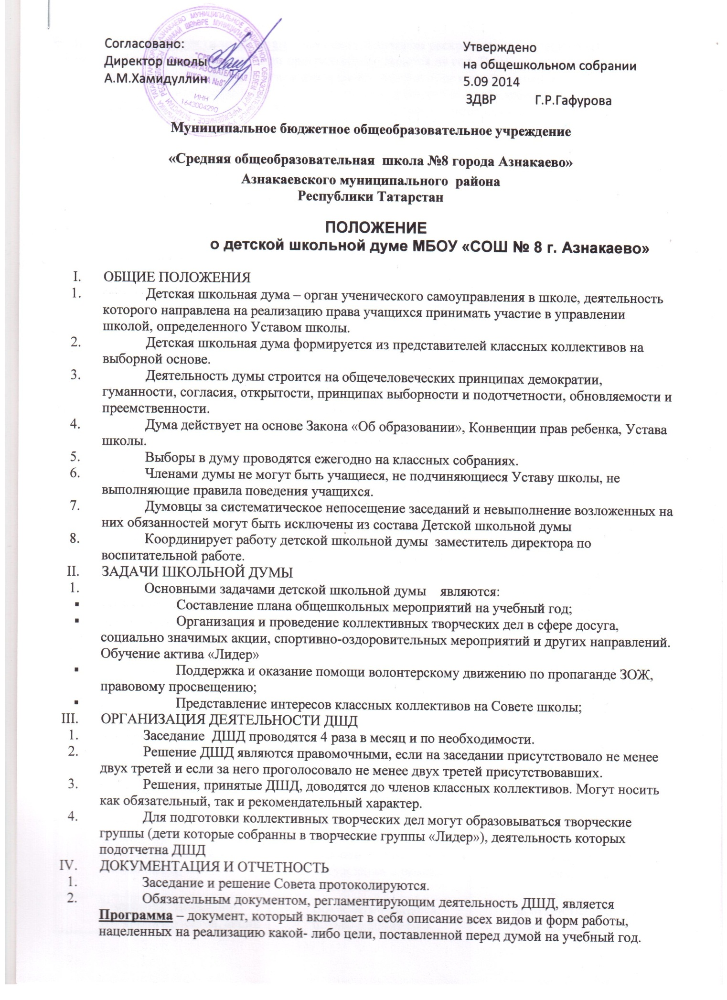 Согласовано:
Директор школы
А.М.Хамидуллин
"СРЕДНЯЯ
ОБЩЕОБРАЗОВАТЕЛЬНАЯ
ШКОЛА №8"
ИНН
1643004290
Утверждено
на общешкольном собрании
5.09 2014
ЗДВР Г.Р.Гафурова
Муниципальное бюджетное общеобразовательное учреждение
«Средняя общеобразовательная школа №8 города Азнакаево»
Азнакаевского муниципального района
Республики Татарстан
ПОЛОЖЕНИЕ
о детской школьной думе МБОУ «СОШ № 8 г. Азнакаево»
I. ОБЩИЕ ПОЛОЖЕНИЯ
1. Детская школьная дума – орган ученического самоуправления в школе, деятельность
которого направлена на реализацию права учащихся принимать участие в управлении
школой, определенного Уставом школы.
2. Детская школьная дума формируется из представителей классных коллективов на
выборной основе.
3. Деятельность думы строится на общечеловеческих принципах демократии,
гуманности, согласия, открытости, принципах выборности и подотчетности, обновляемости и
преемственности.
4. Дума действует на основе Закона «Об образовании», Конвенции прав ребенка, Устава
школы.
5. Выборы в думу проводятся ежегодно на классных собраниях.
6. Членами думы не могут быть учащиеся, не подчиняющиеся Уставу школы, не
выполняющие правила поведения учащихся.
7. Думовцы за систематическое непосещение заседаний и невыполнение возложенных на
них обязанностей могут быть исключены из состава Детской школьной думы
8. Координирует работу детской школьной думы заместитель директора по
воспитательной работе.
II. ЗАДАЧИ ШКОЛЬНОЙ ДУМЫ
1. Основными задачами детской школьной думы являются:
▪ Составление плана общешкольных мероприятий на учебный год;
▪ Организация и проведение коллективных творческих дел в сфере досуга,
социально значимых акции, спортивно-оздоровительных мероприятий и других направлений.
Обучение актива «Лидер»
▪ Поддержка и оказание помощи волонтерскому движению по пропаганде ЗОЖ,
правовому просвещению;
▪ Представление интересов классных коллективов на Совете школы;
III. ОРГАНИЗАЦИЯ ДЕЯТЕЛЬНОСТИ ДШД
1. Заседание ДШД проводятся 4 раза в месяц и по необходимости.
2. Решение ДШД являются правомочными, если на заседании присутствовало не менее
двух третей и если за него проголосовало не менее двух третей присутствовавших.
3. Решения, принятые ДШД, доводятся до членов классных коллективов. Могут носить
как обязательный, так и рекомендательный характер.
4. Для подготовки коллективных творческих дел могут образовываться творческие
группы (дети которые собранны в творческие группы «Лидер»), деятельность которых
подотчетна ДШД
IV. ДОКУМЕНТАЦИЯ И ОТЧЕТНОСТЬ
1. Заседание и решение Совета протоколируются.
2. Обязательным документом, регламентирующим деятельность ДШД, является
Программа – документ, который включает в себя описание всех видов и форм работы,
нацеленных на реализацию какой- либо цели, поставленной перед думой на учебный год.